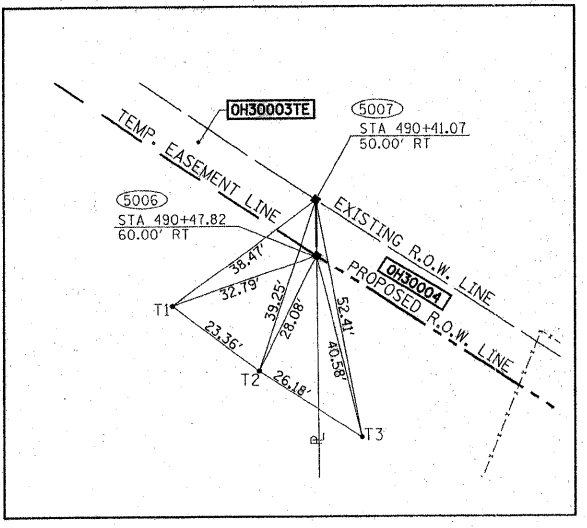 OH30003TE
5007
STA 490+41.07
50.00' RT
TEMP. EASEMENT LINE
5006
STA 490+47.82
60.00' RT
EXISTING R.O.W. LINE
PROPOSED R.O.W. LINE
OH30004
38.47'
32.79'
39.25'
28.08'
52.41'
40.58'
T1
23.36'
T2
26.18'
T3